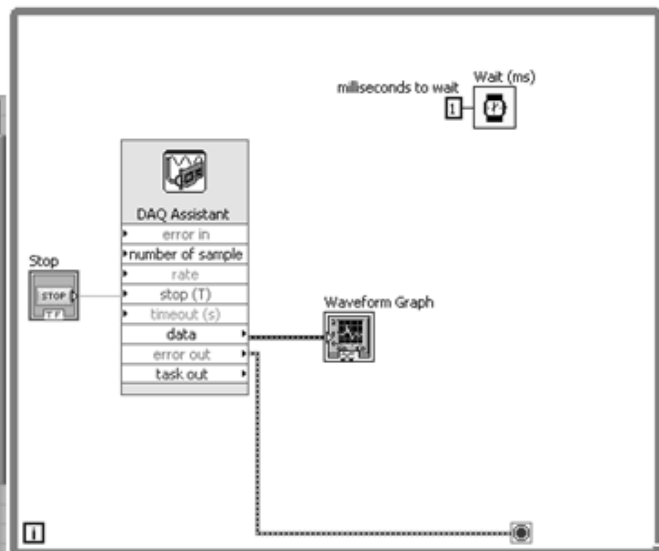 Wait (ms)
milliseconds to wait
1
DAQ Assistant
error in
number of sample
rate
stop (T)
timeout (s)
data
error out
task out
Stop
STOP
TF
Waveform Graph
i